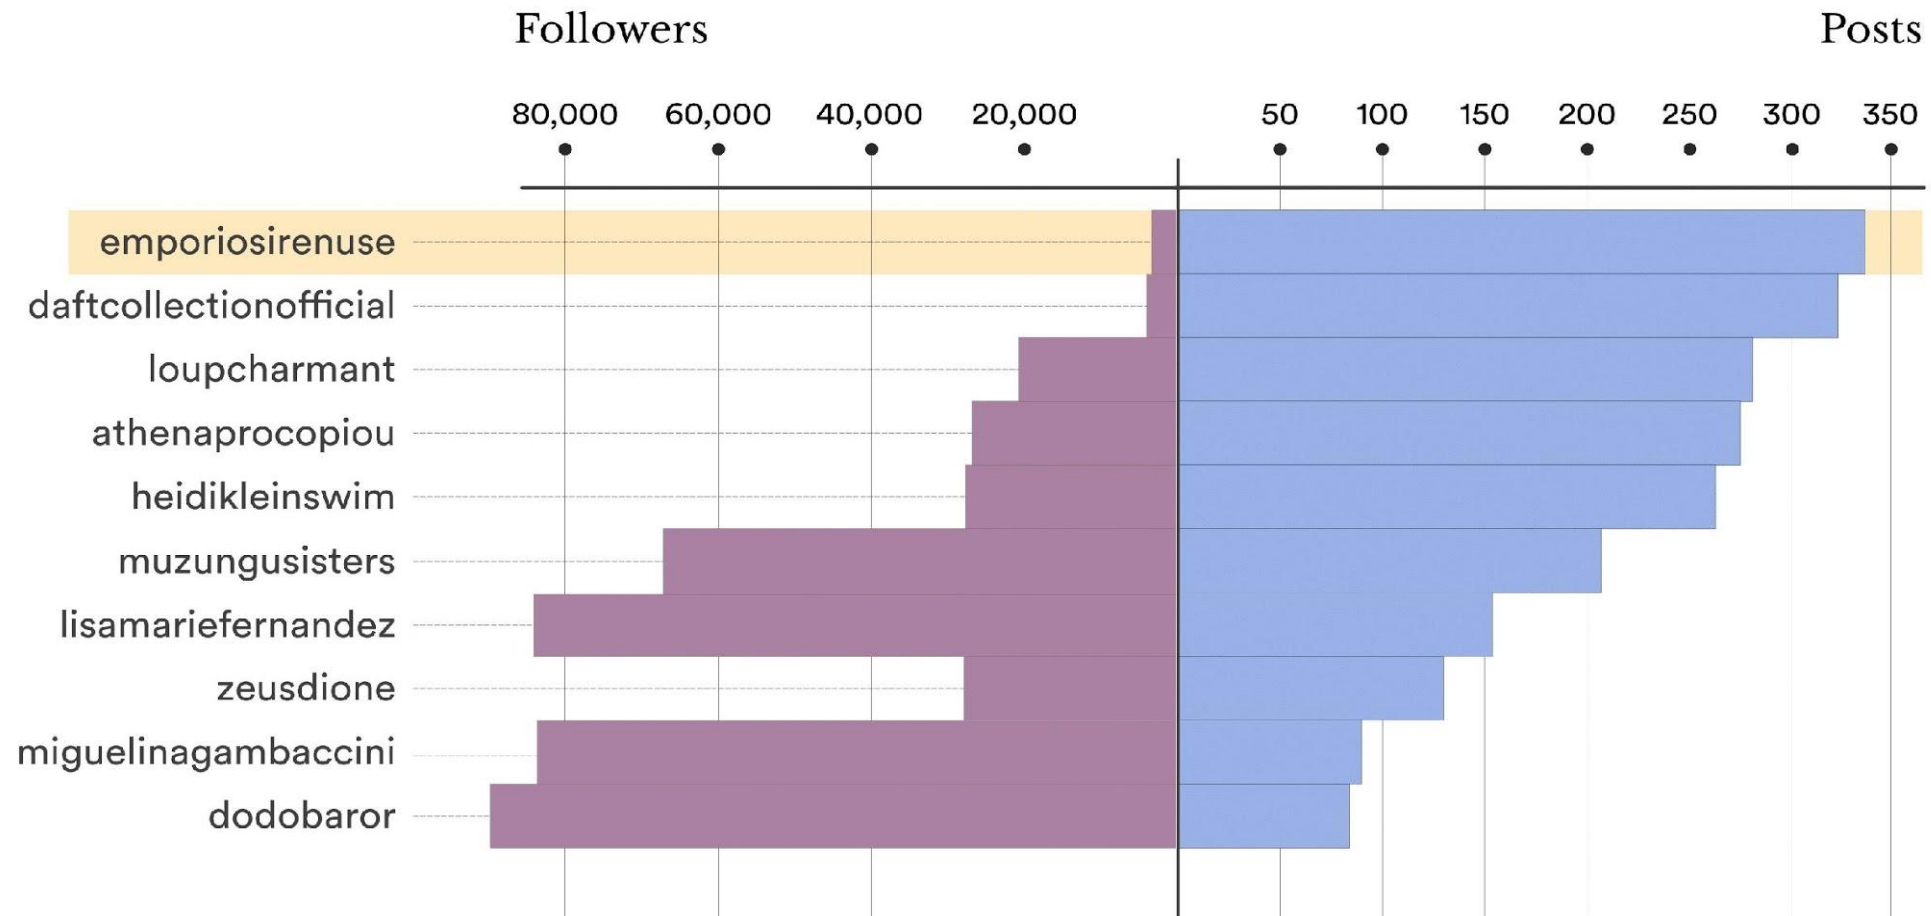 Followers Posts
80,000 60,000 40,000 20,000 50 100 150 200 250 300 350
emporiosirenuse
daftcollectionofficial
loupcharmant
athenaprocopiou
heidikleinswim
muzungusisters
lisamariefernandez
zeusdione
miguelinagambaccini
dodobaror